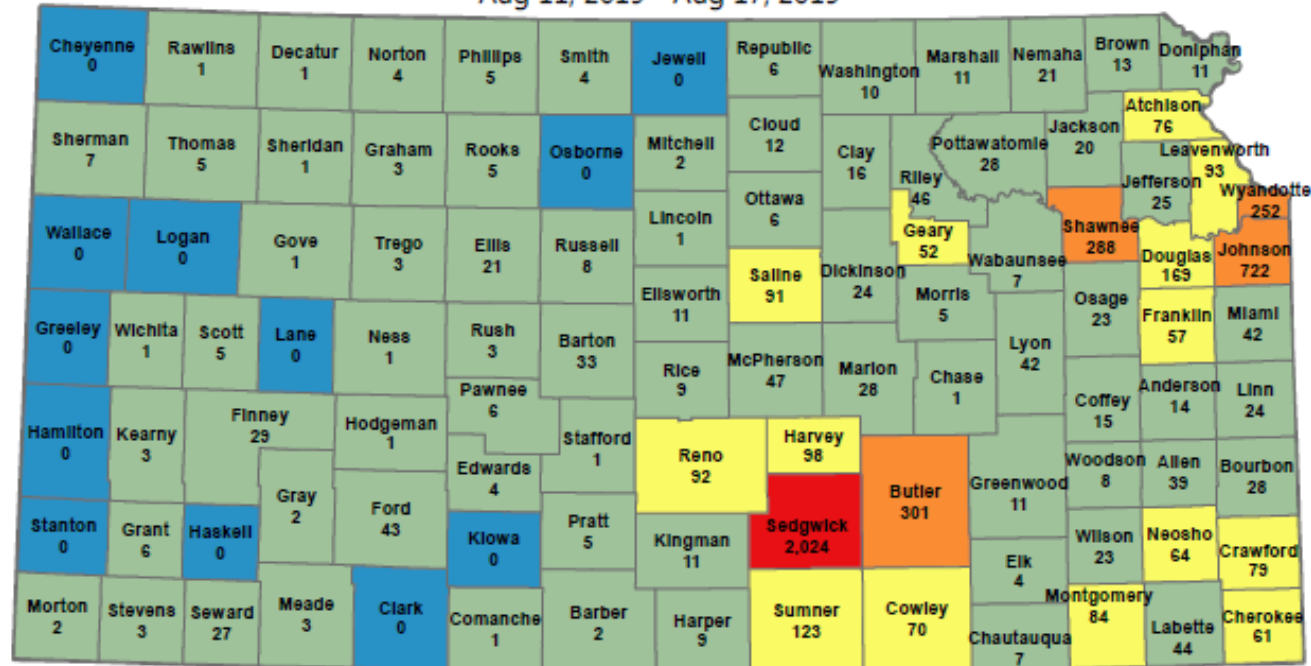 Aug 11, 2019 - Aug 17, 2019
Cheyenne
0
Rawlins
1
Decatur
1
Norton
4
Phillips
5
Smith
4
Jewell
0
Republic
6
Washington
10
Marshall
11
Nemaha
21
Brown
13
Doniphan
11
Sherman
7
Thomas
5
Sheridan
1
Graham
3
Rooks
5
Osborne
0
Mitchell
2
Cloud
12
Clay
16
Riley
46
Pottawatomie
28
Jackson
20
Atchison
76
Leavenworth
93
Jefferson
25
Wyandotte
252
Wallace
0
Logan
0
Gove
1
Trego
3
Ellis
21
Russell
8
Lincoln
1
Ottawa
6
Saline
91
Dickinson
24
Geary
52
Wabaunsee
7
Shawnee
288
Douglas
169
Johnson
722
Greeley
0
Wichita
1
Scott
5
Lane
0
Ness
1
Rush
3
Barton
33
Ellsworth
11
Rice
9
McPherson
47
Marion
28
Morris
5
Chase
1
Lyon
42
Osage
23
Franklin
57
Miami
42
Coffey
15
Anderson
14
Linn
24
Hamilton
0
Kearny
3
Finney
29
Hodgeman
1
Pawnee
6
Stafford
1
Edwards
4
Gray
2
Ford
43
Reno
92
Harvey
98
Sedgwick
2,024
Butler
301
Greenwood
11
Woodson
8
Allen
39
Bourbon
28
Stanton
0
Grant
6
Haskell
0
Kiowa
0
Pratt
5
Kingman
11
Elk
4
Wilson
23
Neosho
64
Crawford
79
Morton
2
Stevens
3
Seward
27
Meade
3
Clark
0
Comanche
1
Barber
2
Harper
9
Sumner
123
Cowley
70
Chautauqua
7
Montgomery
84
Labette
44
Cherokee
61